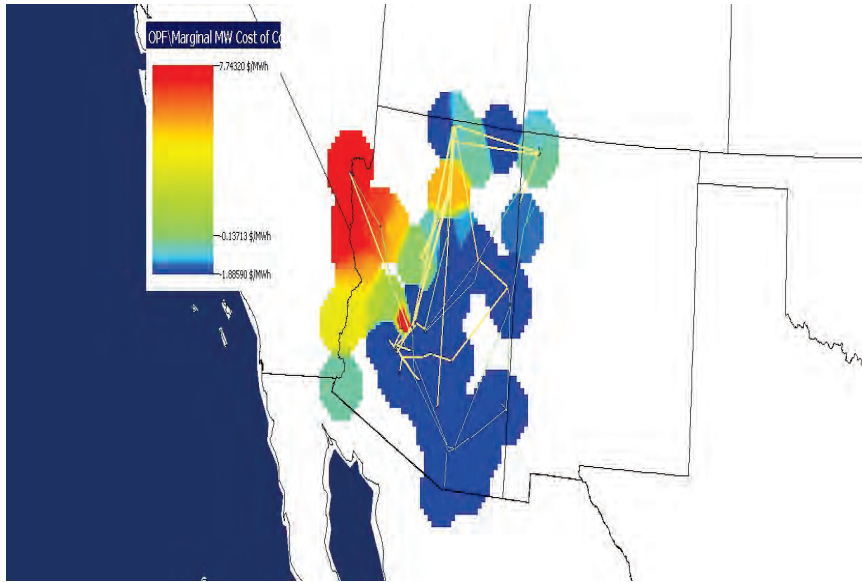 OPF\Marginal MW Cost of Co
7.74320 $/MWh
-0.13713 $/MWh
-1.88590 $/MWh